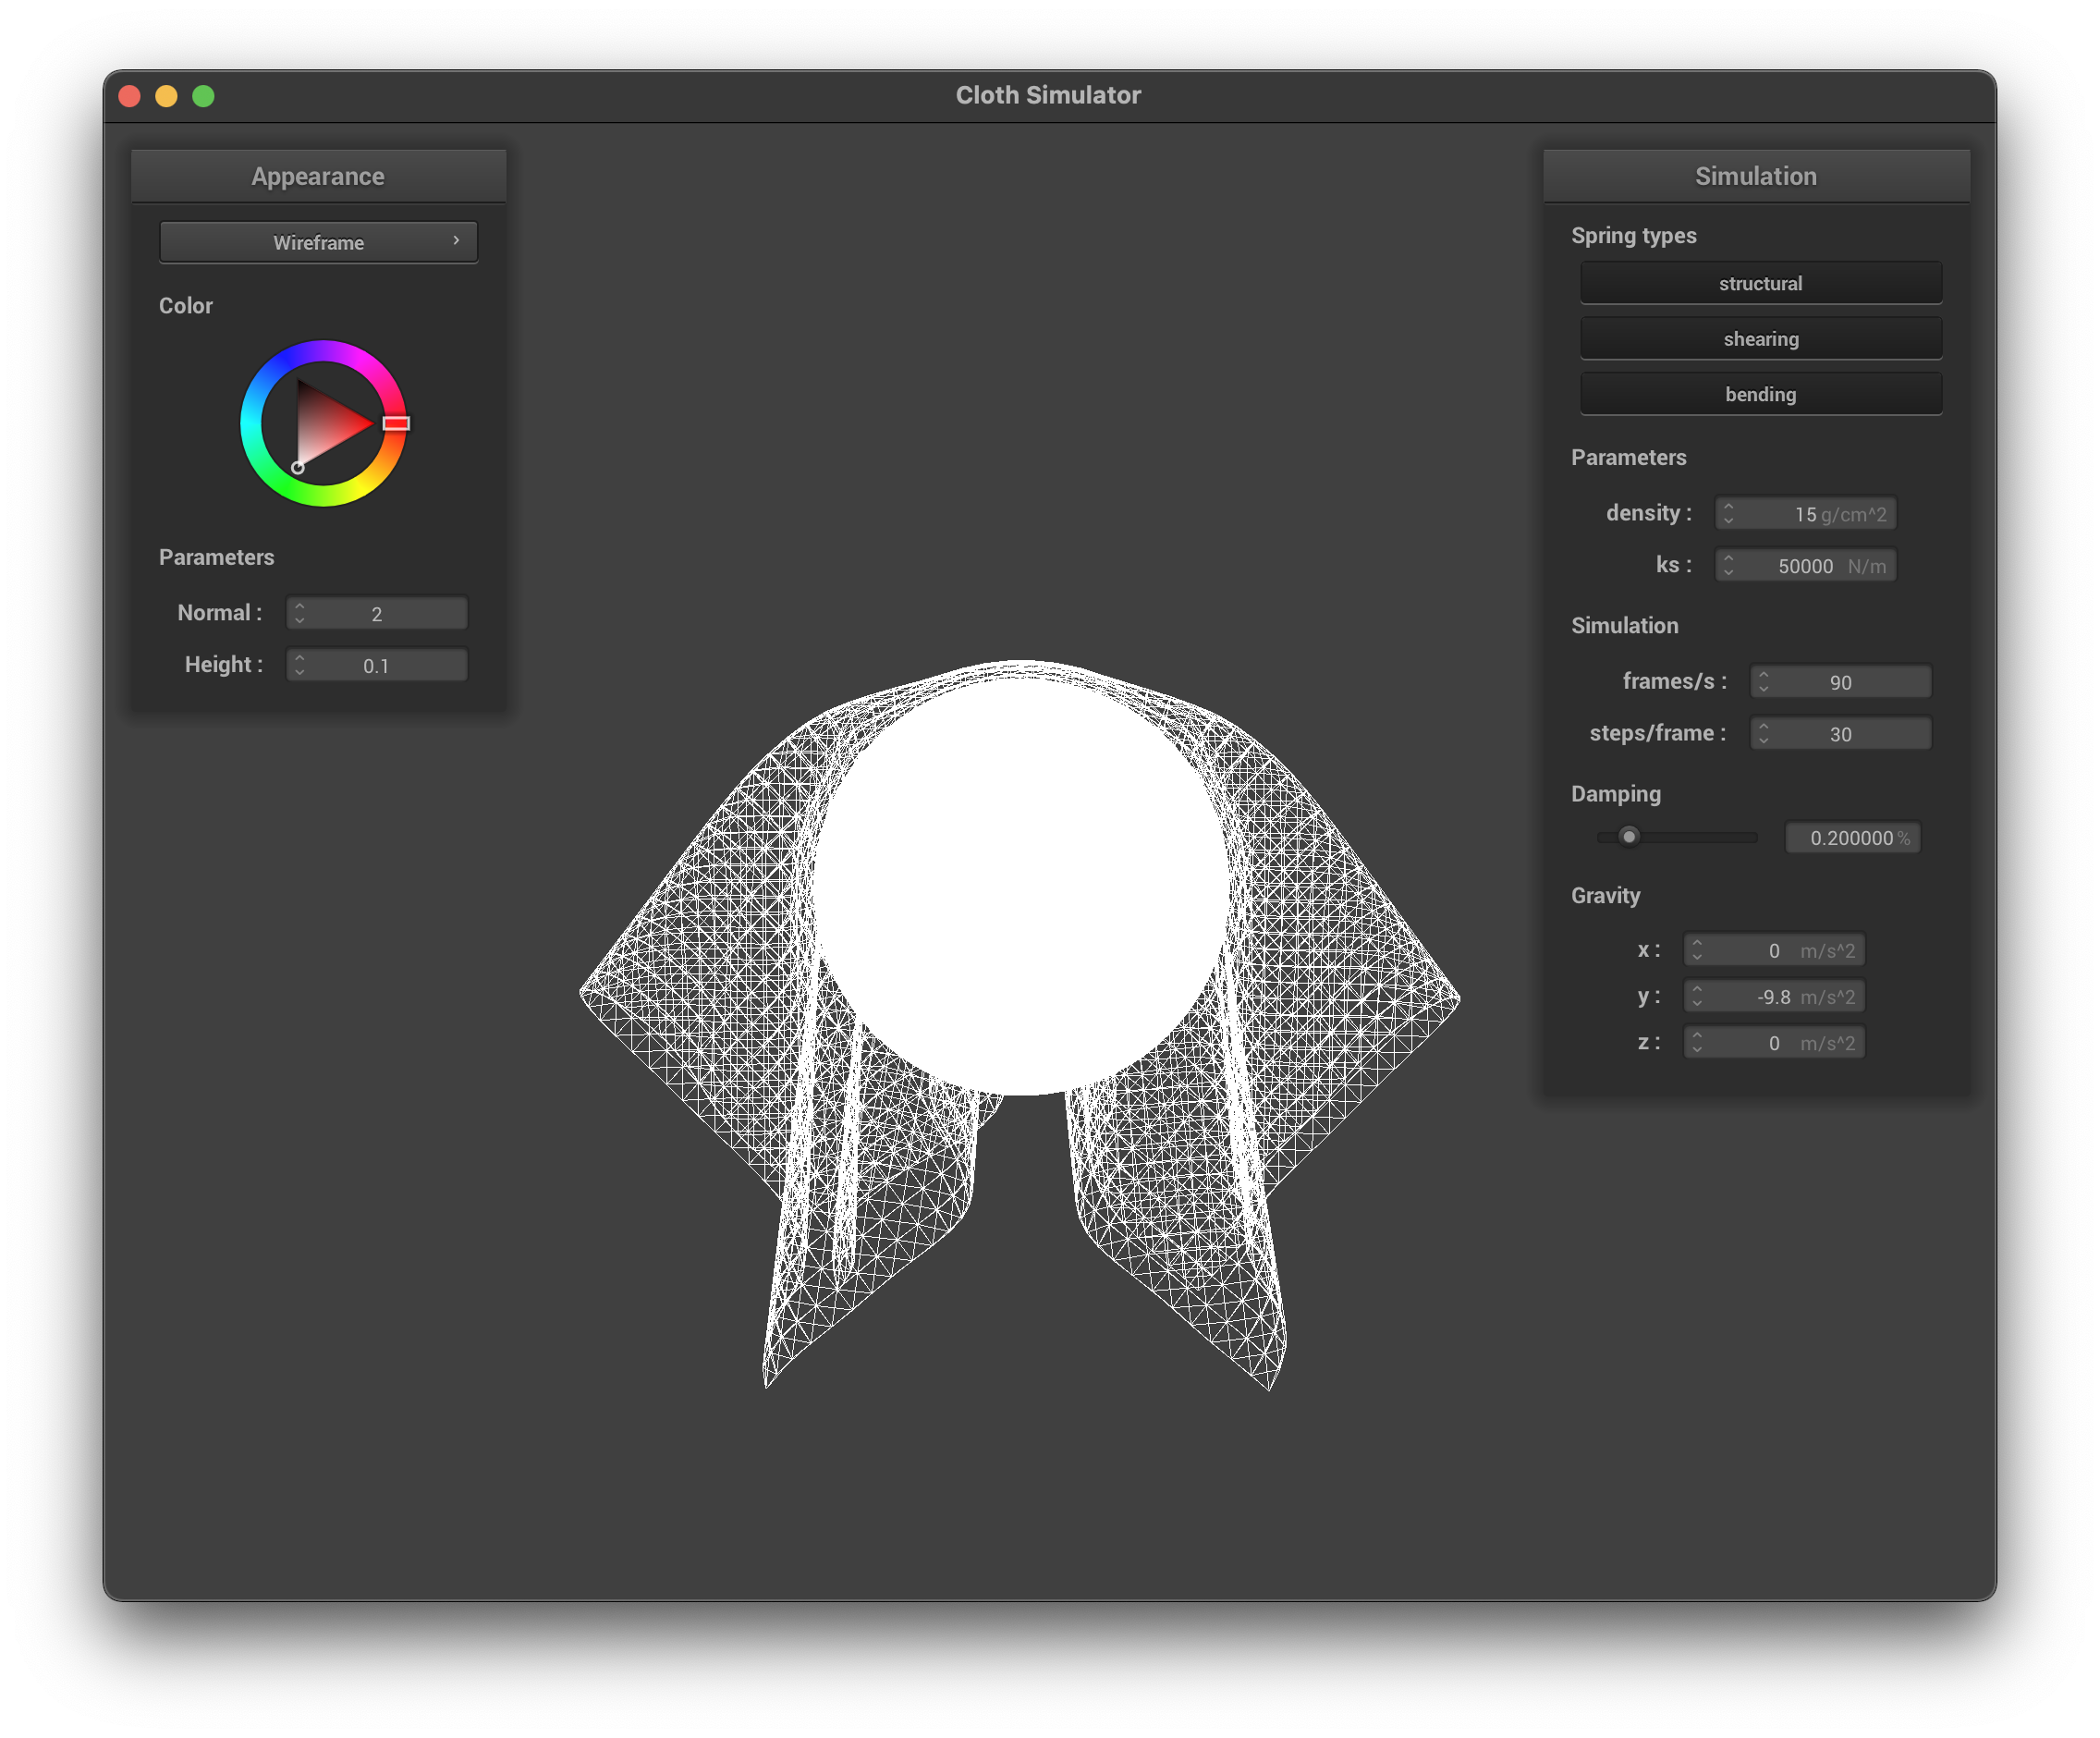 Cloth Simulator
Appearance
Wireframe
Color
Parameters
Normal : 2
Height : 0.1
Simulation
Spring types
structural
shearing
bending
Parameters
density : 15 g/cm^2
ks : 50000 N/m
Simulation
frames/s : 90
steps/frame : 30
Damping
0.200000 %
Gravity
x : 0 m/s^2
y : -9.8 m/s^2
z : 0 m/s^2